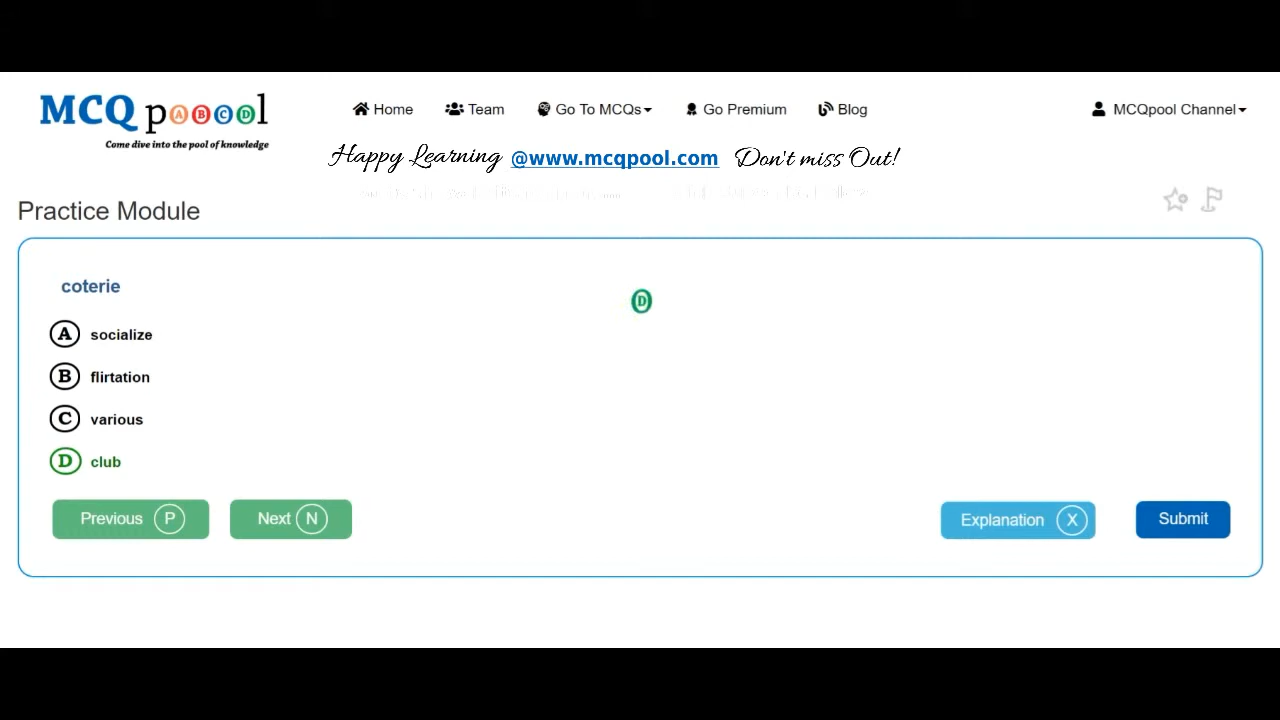 MCQ pooool
Come dive into the pool of knowledge
Home Team Go To MCQs Go Premium Blog MCQpool Channel
Happy Learning @www.mcqpool.com Don't miss Out!
Practice Module
coterie
D
A socialize
B flirtation
C various
D club
Previous P Next N Explanation X Submit